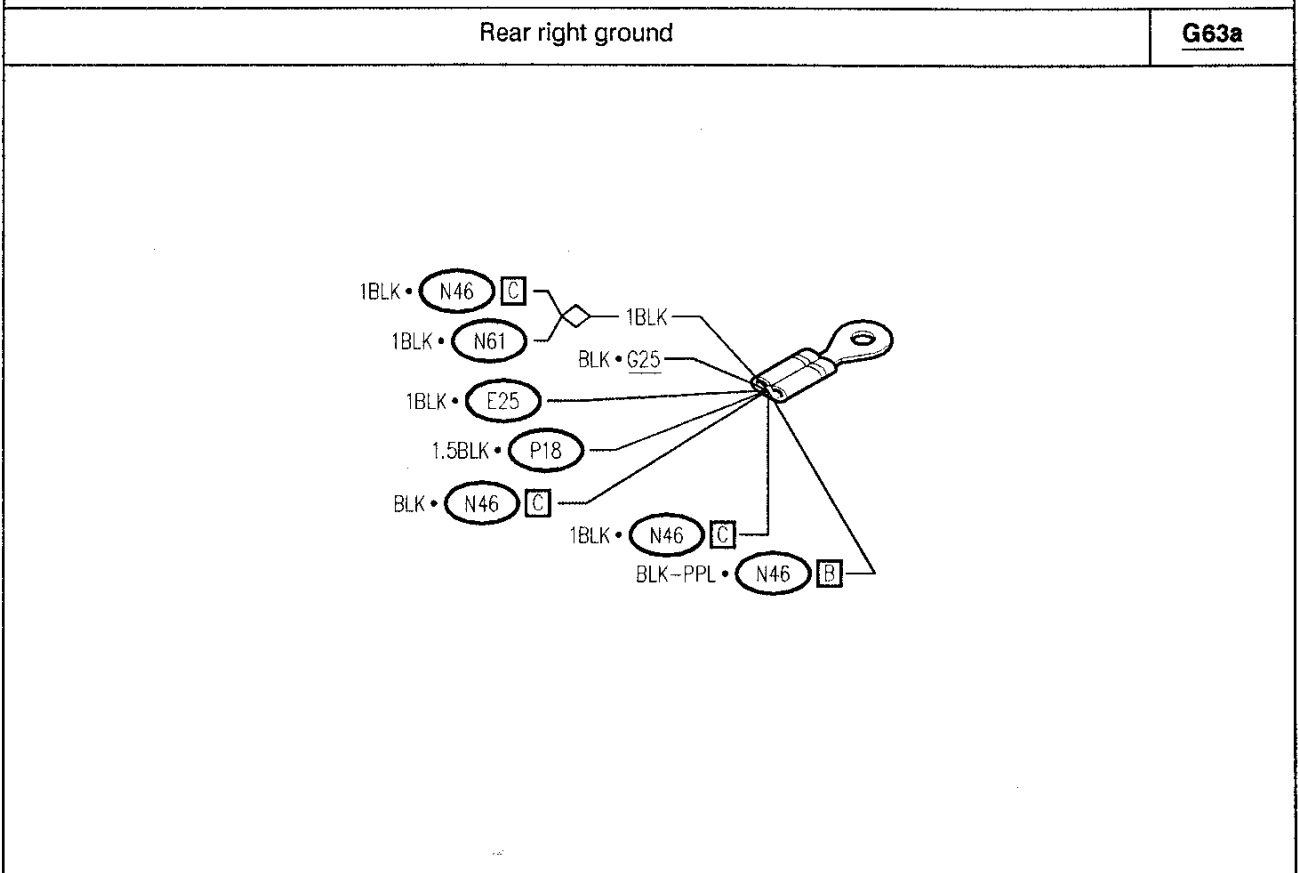 Rear right ground G63a
1BLK • N46 C
1BLK
1BLK • N61
BLK • G25
1BLK • E25
1.5BLK • P18
BLK • N46 C
1BLK • N46 C
BLK-PPL • N46 B